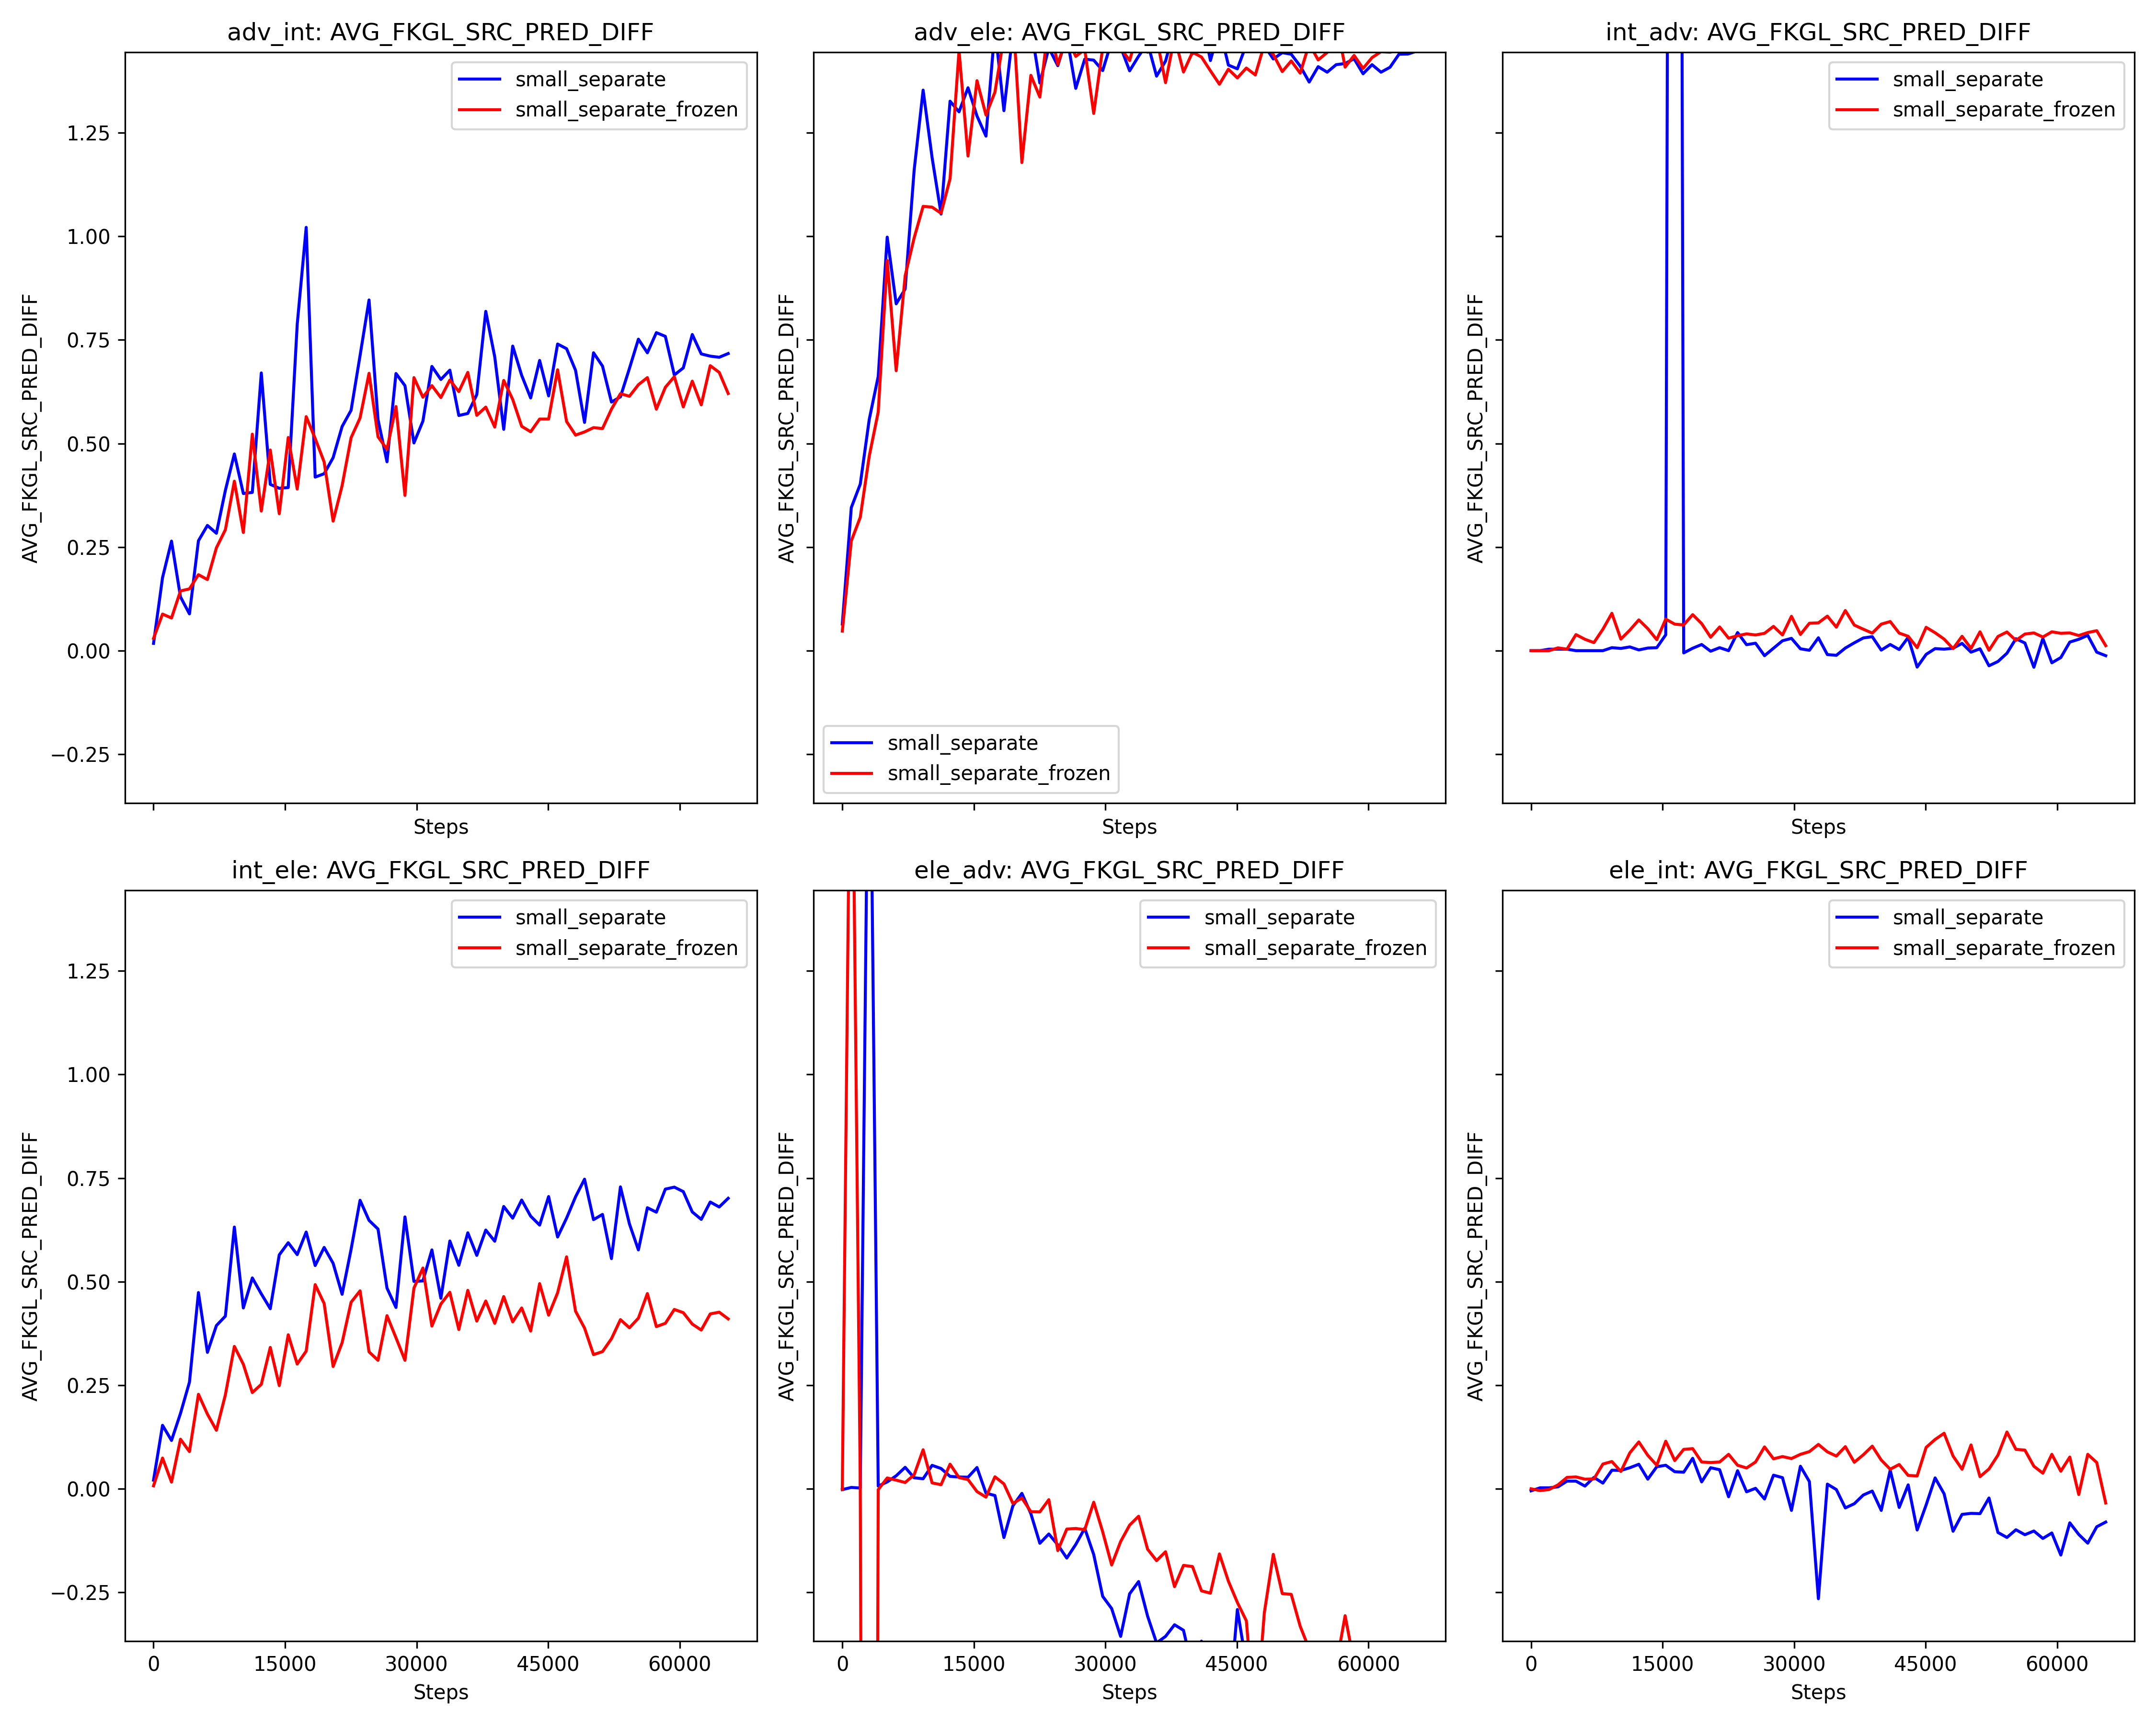 adv_int: AVG_FKGL_SRC_PRED_DIFF
AVG_FKGL_SRC_PRED_DIFF
1.25
1.00
0.75
0.50
0.25
0.00
−0.25
small_separate
small_separate_frozen
Steps
adv_ele: AVG_FKGL_SRC_PRED_DIFF
AVG_FKGL_SRC_PRED_DIFF
small_separate
small_separate_frozen
Steps
int_adv: AVG_FKGL_SRC_PRED_DIFF
AVG_FKGL_SRC_PRED_DIFF
small_separate
small_separate_frozen
Steps
int_ele: AVG_FKGL_SRC_PRED_DIFF
AVG_FKGL_SRC_PRED_DIFF
1.25
1.00
0.75
0.50
0.25
0.00
−0.25
small_separate
small_separate_frozen
0 15000 30000 45000 60000
Steps
ele_adv: AVG_FKGL_SRC_PRED_DIFF
AVG_FKGL_SRC_PRED_DIFF
small_separate
small_separate_frozen
0 15000 30000 45000 60000
Steps
ele_int: AVG_FKGL_SRC_PRED_DIFF
AVG_FKGL_SRC_PRED_DIFF
small_separate
small_separate_frozen
0 15000 30000 45000 60000
Steps